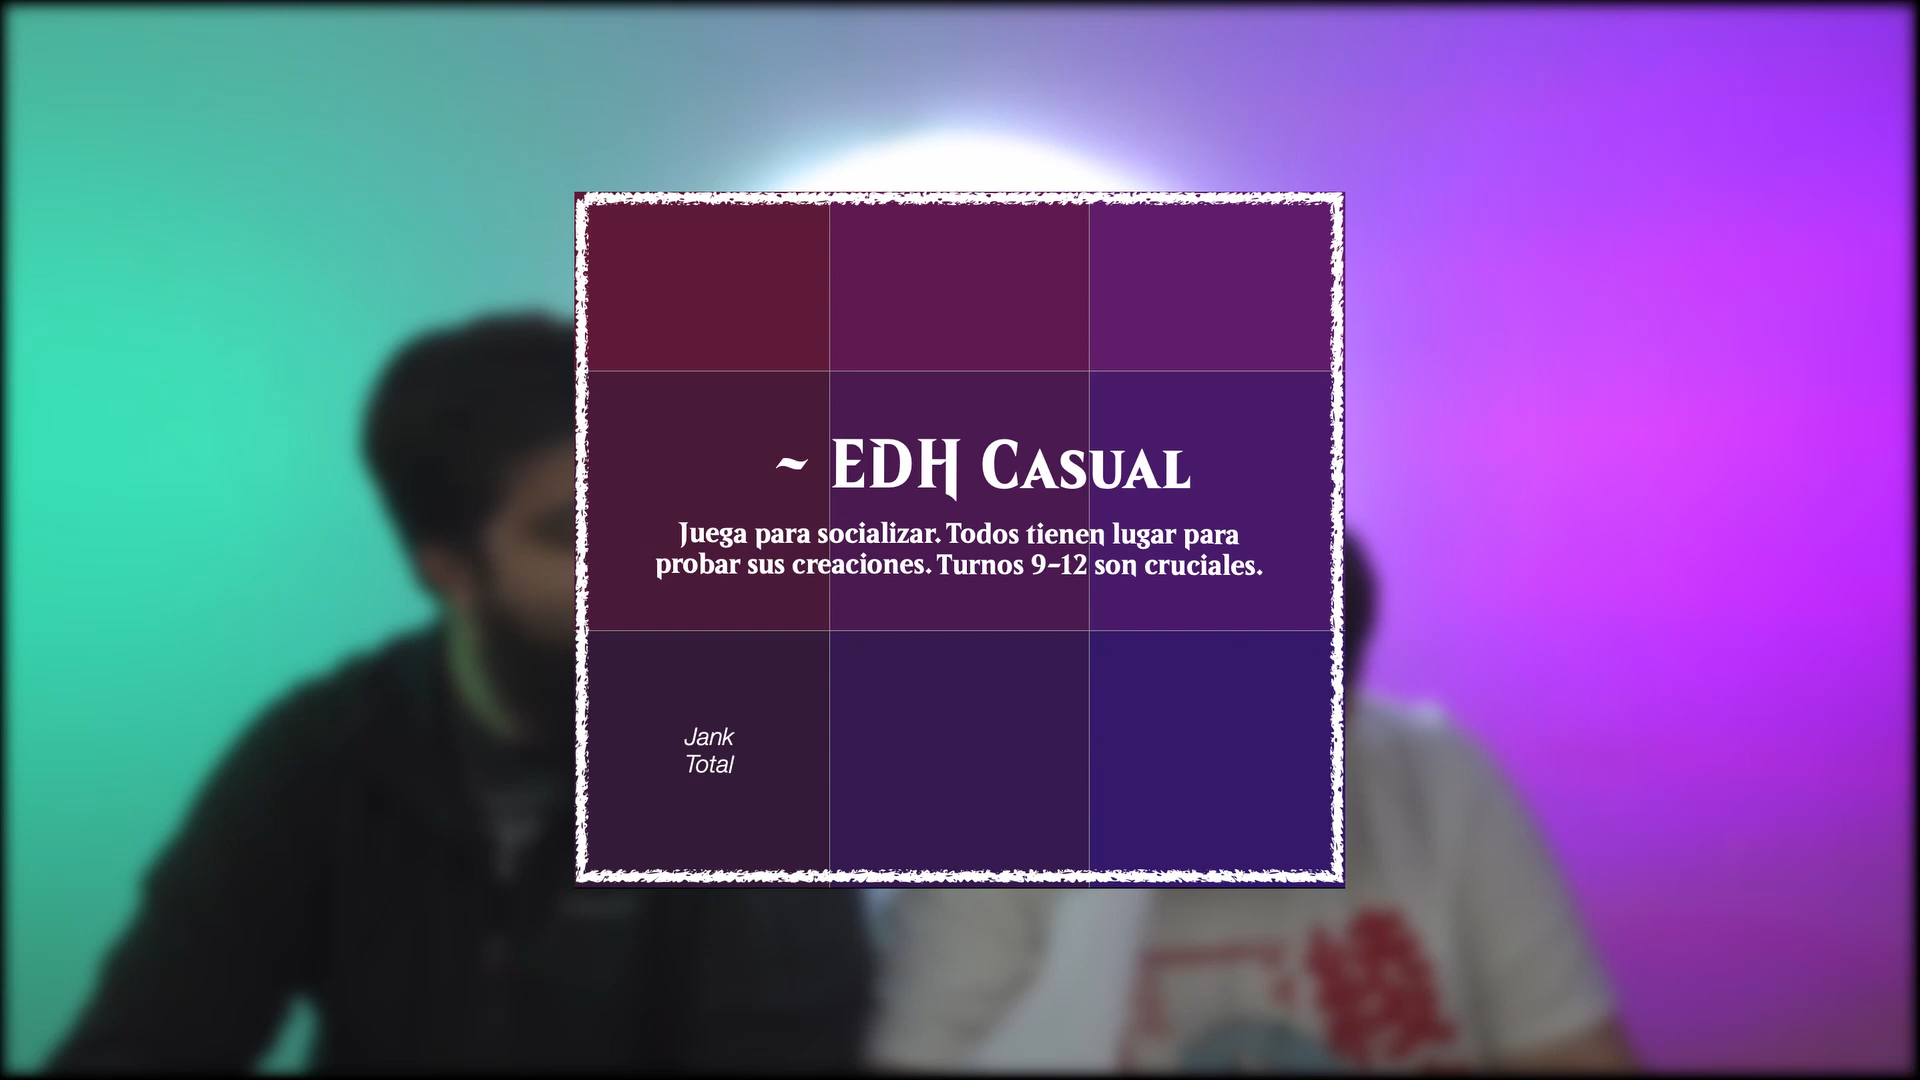 ~ EDH Casual
Juega para socializar. Todos tienen lugar para
probar sus creaciones. Turnos 9-12 son cruciales.
Jank
Total